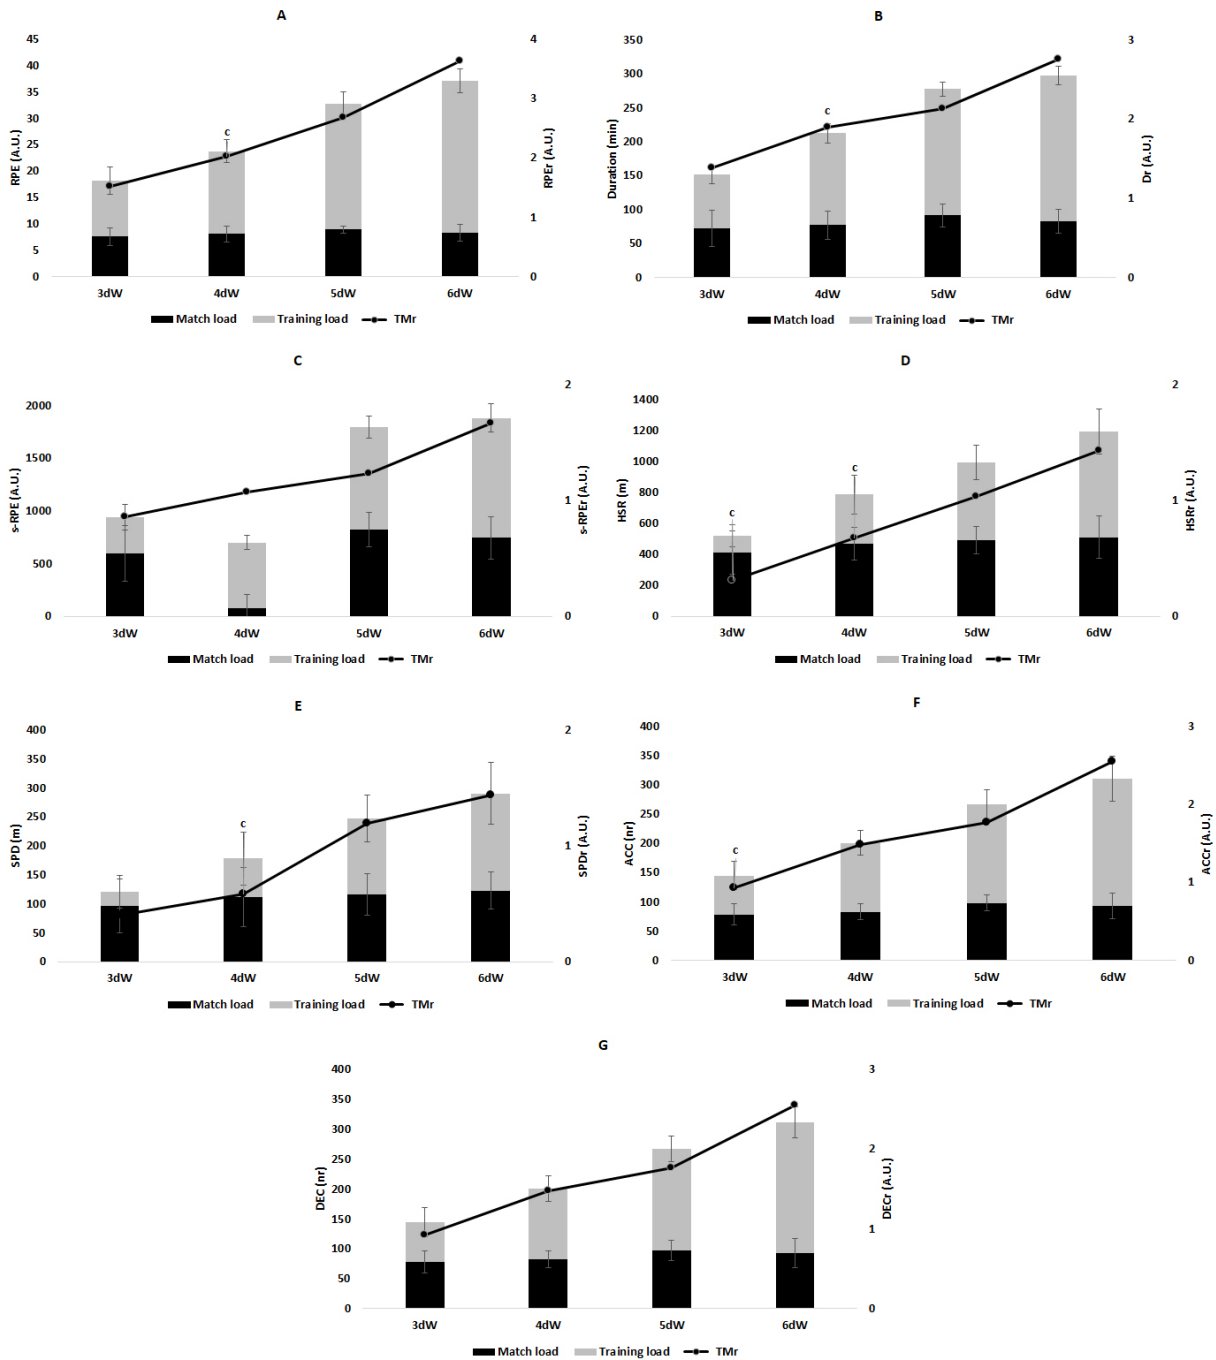 A
RPE (A.U.)
45
40
35
30
25
20
15
10
5
0
c
4
3
2
1
0
RPEr (A.U.)
3dW 4dW 5dW 6dW
Match load Training load TMr
B
Duration (min)
350
300
250
200
150
100
50
0
c
3
2
1
0
Dr (A.U.)
3dW 4dW 5dW 6dW
Match load Training load TMr
C
s-RPE (A.U.)
2000
1500
1000
500
0
2
1
0
s-RPEr (A.U.)
3dW 4dW 5dW 6dW
Match load Training load TMr
D
HSR (m)
1400
1200
1000
800
600
400
200
0
c
c
2
1
0
HSRr (A.U.)
3dW 4dW 5dW 6dW
Match load Training load TMr
E
SPD (m)
400
350
300
250
200
150
100
50
0
c
2
1
0
SPDr (A.U.)
3dW 4dW 5dW 6dW
Match load Training load TMr
F
ACC (nr)
400
350
300
250
200
150
100
50
0
c
3
2
1
0
ACCr (A.U.)
3dW 4dW 5dW 6dW
Match load Training load TMr
G
DEC (nr)
400
350
300
250
200
150
100
50
0
3
2
1
0
DECr (A.U.)
3dW 4dW 5dW 6dW
Match load Training load TMr